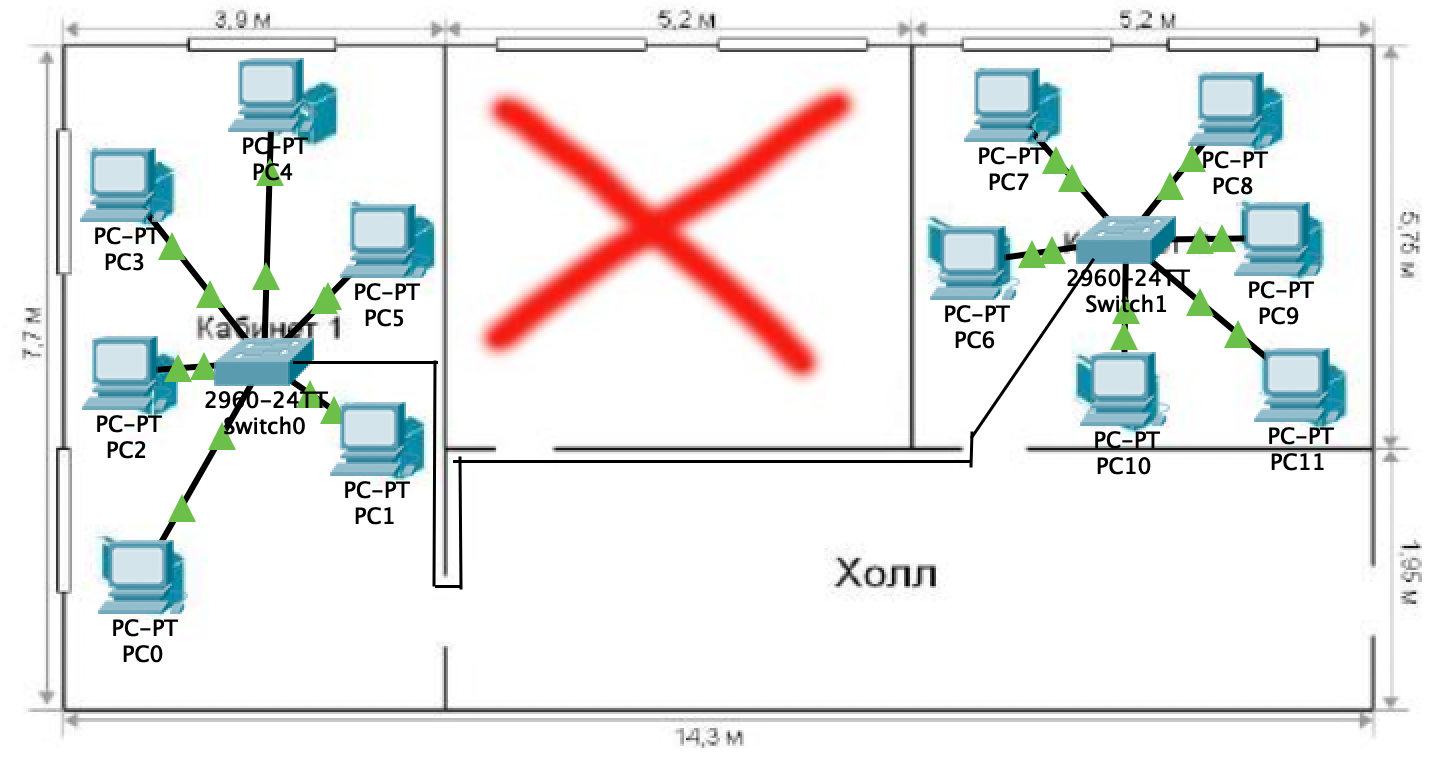 3,9 м
5,2 м
5,2 м
7,7 м
5,75 м
1,95 м
14,3 м
Кабинет 1
Холл
PC-PT
PC4
PC-PT
PC3
PC-PT
PC5
2960-24TT
Switch0
PC-PT
PC2
PC-PT
PC1
PC-PT
PC0
PC-PT
PC7
PC-PT
PC8
2960-24TT
Switch1
PC-PT
PC6
PC-PT
PC9
PC-PT
PC10
PC-PT
PC11